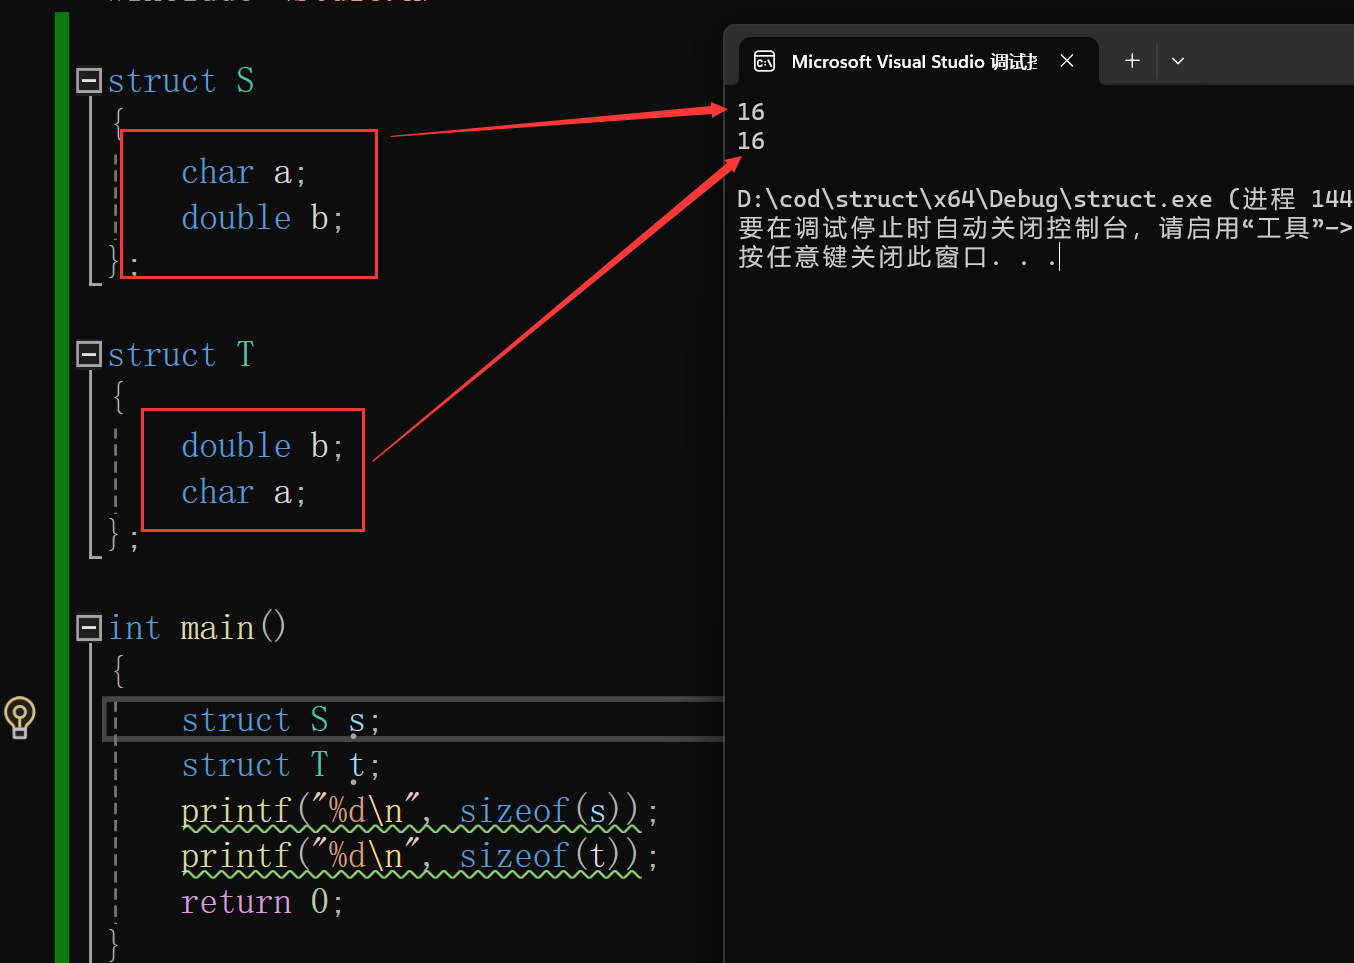 struct S
{
char a;
double b;
};
struct T
{
double b;
char a;
};
int main()
{
struct S s;
struct T t;
printf("%d\n", sizeof(s));
printf("%d\n", sizeof(t));
return 0;
}
Microsoft Visual Studio 调试
16
16
D:\cod\struct\x64\Debug\struct.exe (进程 144
要在调试停止时自动关闭控制台，请启用“工具”->
按任意键关闭此窗口. . .